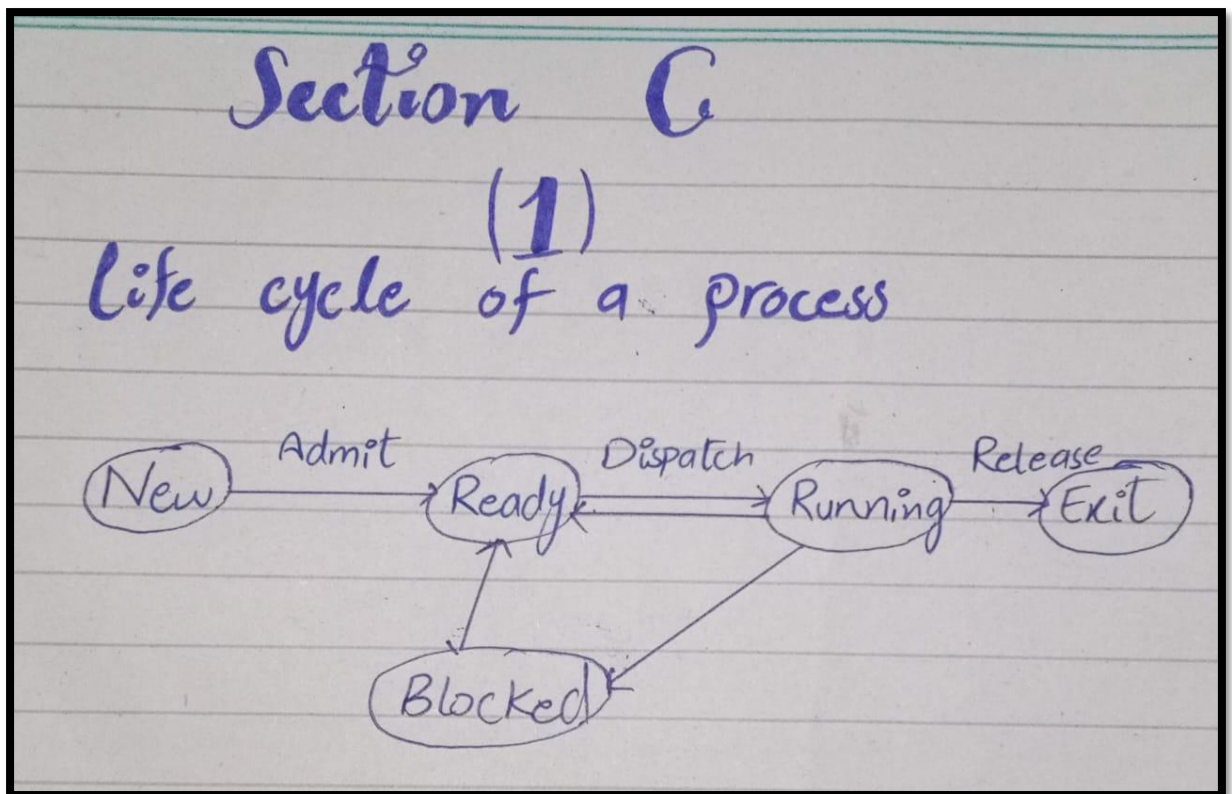 Section C
(1)
life cycle of a process
Admit Dispatch Release
New Ready Running Exit
Blocked